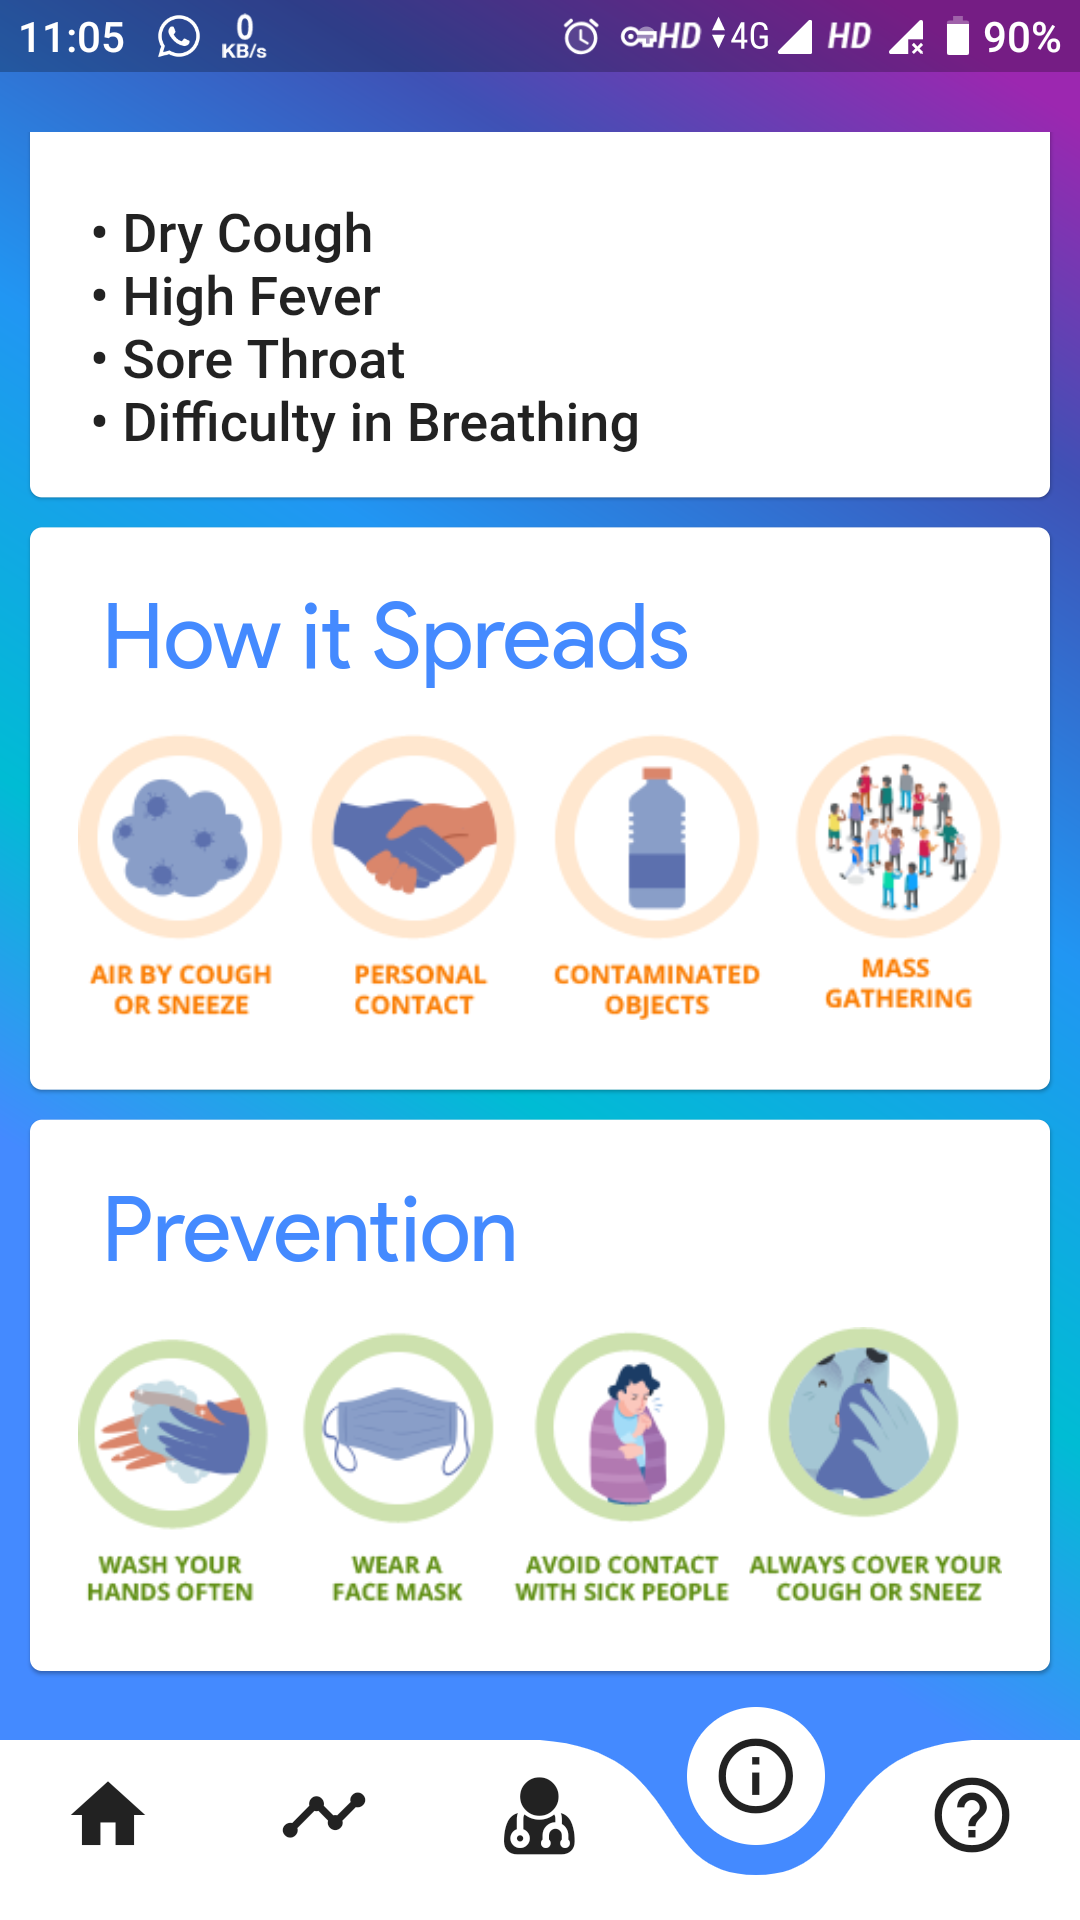 11:05 0 KB/s HD 4G HD 90%
• Dry Cough
• High Fever
• Sore Throat
• Difficulty in Breathing
How it Spreads
AIR BY COUGH
OR SNEEZE
PERSONAL
CONTACT
CONTAMINATED
OBJECTS
MASS
GATHERING
Prevention
WASH YOUR
HANDS OFTEN
WEAR A
FACE MASK
AVOID CONTACT
WITH SICK PEOPLE
ALWAYS COVER YOUR
COUGH OR SNEEZ